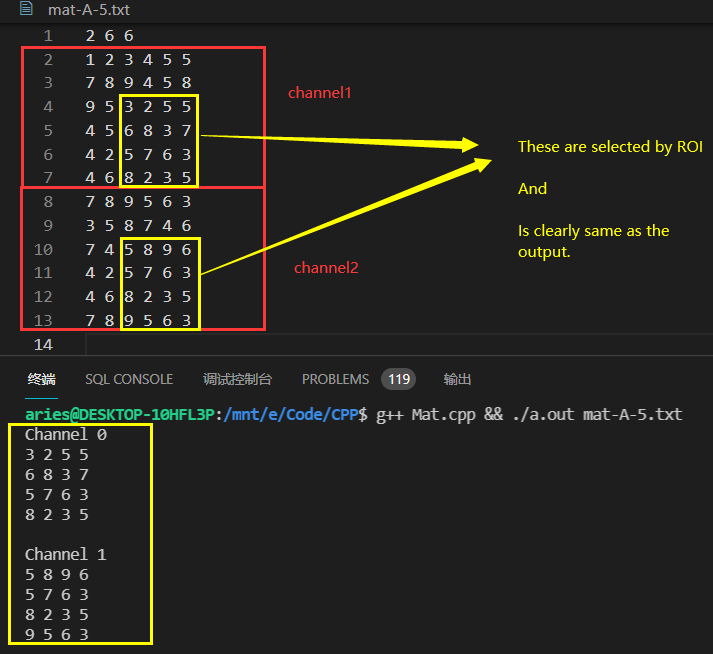 mat-A-5.txt
1 2 6 6
2 1 2 3 4 5 5
3 7 8 9 4 5 8
channel1
4 9 5 3 2 5 5
5 4 5 6 8 3 7
These are selected by ROI
6 4 2 5 7 6 3
7 4 6 8 2 3 5
And
8 7 8 9 5 6 3
9 3 5 8 7 4 6
Is clearly same as the
output.
10 7 4 5 8 9 6
11 4 2 5 7 6 3
channel2
12 4 6 8 2 3 5
13 7 8 9 5 6 3
14
终端 SQL CONSOLE 调试控制台 PROBLEMS 119 输出
aries@DESKTOP-10HFL3P:/mnt/e/Code/CPP$ g++ Mat.cpp && ./a.out mat-A-5.txt
Channel 0
3 2 5 5
6 8 3 7
5 7 6 3
8 2 3 5
Channel 1
5 8 9 6
5 7 6 3
8 2 3 5
9 5 6 3